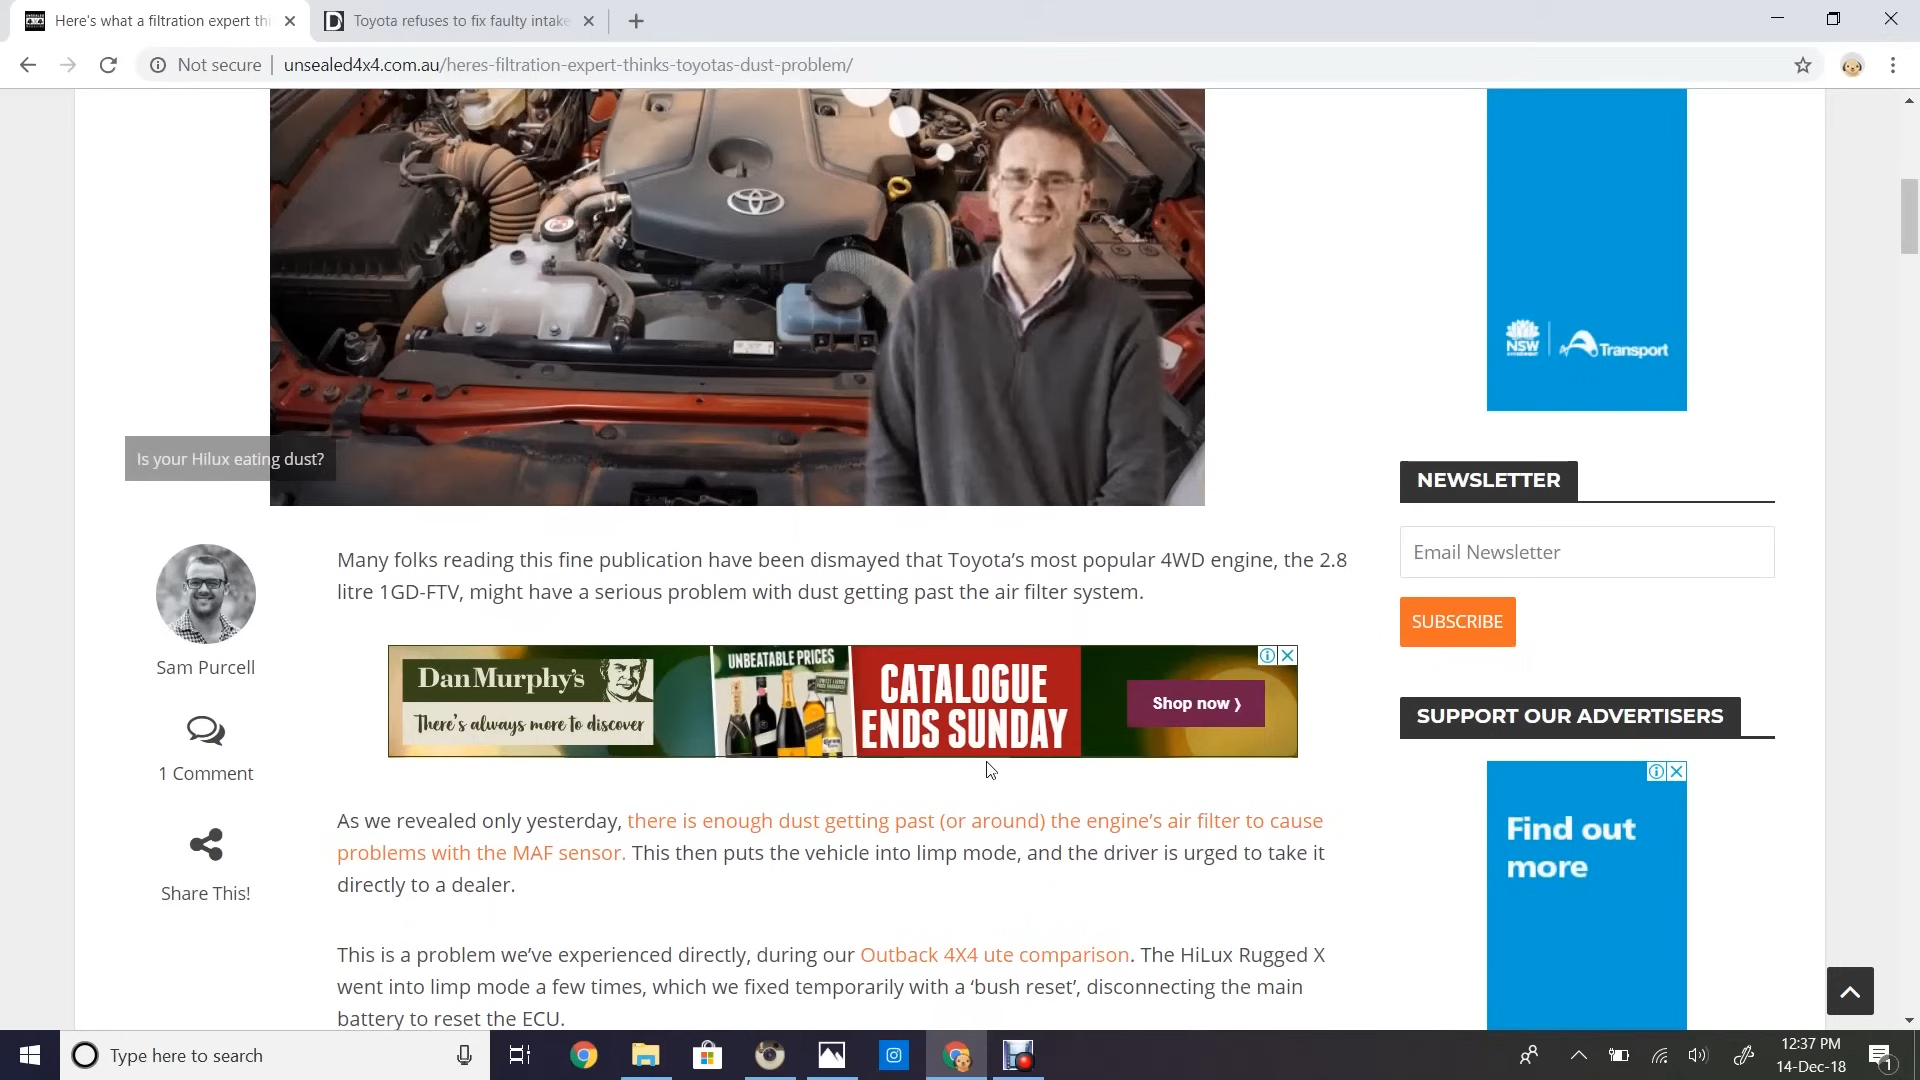 Here's what a filtration expert thi
Toyota refuses to fix faulty intake
Not secure | unsealed4x4.com.au/heres-filtration-expert-thinks-toyotas-dust-problem/
NSW
Transport
Is your Hilux eating dust?
NEWSLETTER
Email Newsletter
SUBSCRIBE
Many folks reading this fine publication have been dismayed that Toyota’s most popular 4WD engine, the 2.8
litre 1GD-FTV, might have a serious problem with dust getting past the air filter system.
Sam Purcell
1 Comment
Share This!
Dan Murphy's
There's always more to discover
UNBEATABLE PRICES
CATALOGUE
ENDS SUNDAY
Shop now ❭
SUPPORT OUR ADVERTISERS
Find out
more
As we revealed only yesterday, there is enough dust getting past (or around) the engine’s air filter to cause
problems with the MAF sensor. This then puts the vehicle into limp mode, and the driver is urged to take it
directly to a dealer.
This is a problem we’ve experienced directly, during our Outback 4X4 ute comparison. The HiLux Rugged X
went into limp mode a few times, which we fixed temporarily with a ‘bush reset’, disconnecting the main
battery to reset the ECU.
Type here to search
12:37 PM
14-Dec-18
1